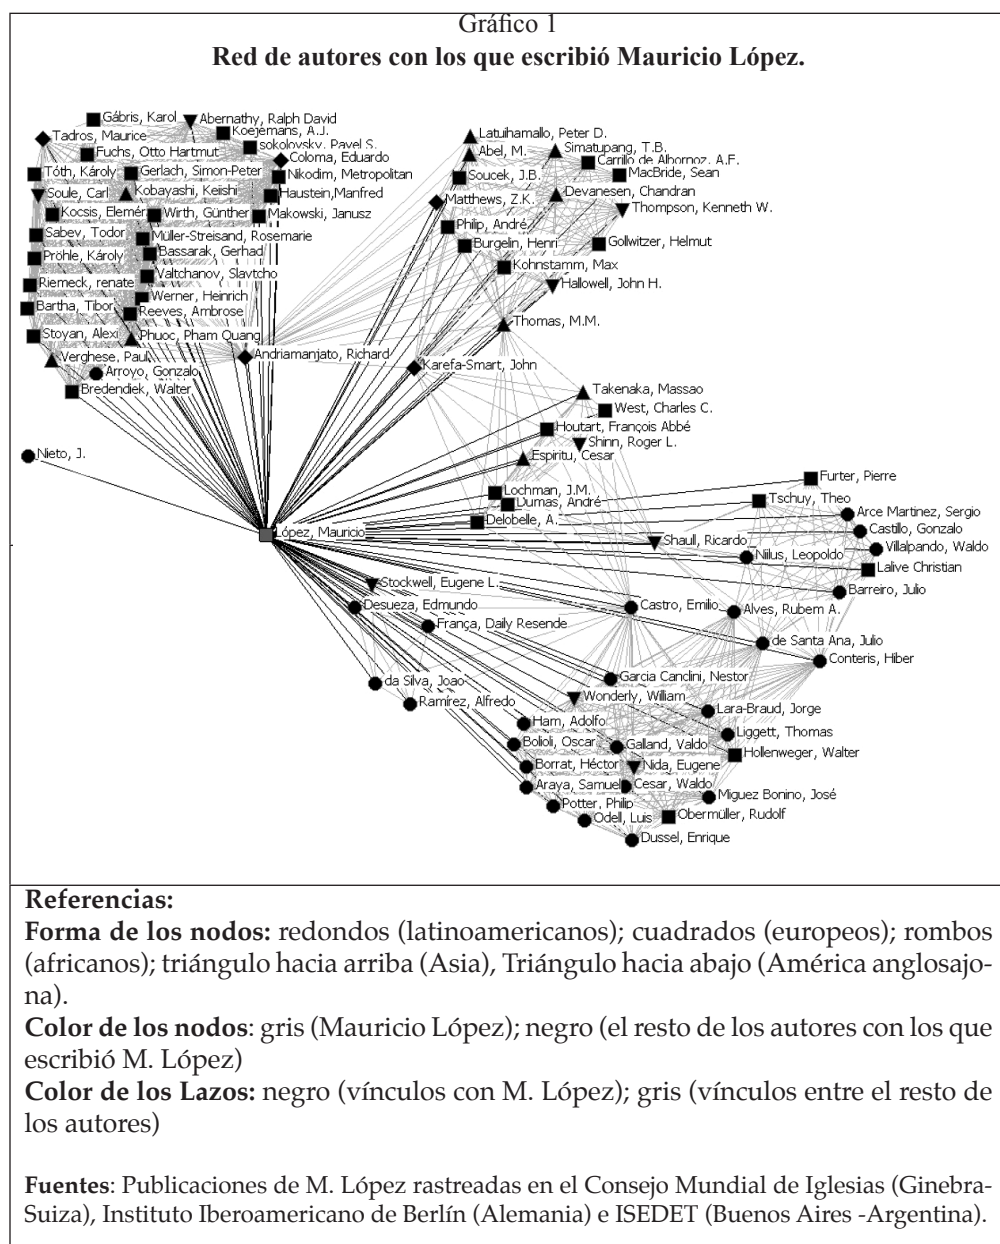 Gráfico 1
Red de autores con los que escribió Mauricio López.
Gábris, Karol
Abernathy, Ralph David
Tadros, Maurice
Koejemans, A.J.
Fuchs, Otto Hartmut
sokolovsky, Pavel S.
Coloma, Eduardo
Tóth, Károly
Gerlach, Simon-Peter
Nikodim, Metropolitan
Soule, Carl
Kobayashi, Keiishi
Haustein,Manfred
Kocsis, Elemér
Wirth, Günther
Makowski, Janusz
Sabev, Todor
Müller-Streisand, Rosemarie
Pröhle, Károly
Bassarak, Gerhad
Riemeck, renate
Valtchanov, Slavtcho
Werner, Heinrich
Bartha, Tibor
Reeves, Ambrose
Stoyan, Alexi
Phuoc, Pham Quang
Verghese, Paul
Andriamanjato, Richard
Arroyo, Gonzalo
Bredendiek, Walter
Latuihamallo, Peter D.
Abel, M.
Simatupang, T.B.
Carrillo de Albornoz, A.F.
Soucek, J.B.
MacBride, Sean
Matthews, Z.K.
Devanesen, Chandran
Thompson, Kenneth W.
Philip, André
Burgelin, Henri
Gollwitzer, Helmut
Kohnstamm, Max
Hallowell, John H.
Thomas, M.M.
Karefa-Smart, John
Takenaka, Massao
West, Charles C.
Houtart, François Abbé
Shinn, Roger L.
Espiritu, Cesar
Nieto, J.
Lochman, J.M.
Dumas, André
Delobelle, A.
López, Mauricio
Furter, Pierre
Tschuy, Theo
Arce Martinez, Sergio
Castillo, Gonzalo
Shaull, Ricardo
Villalpando, Waldo
Niilus, Leopoldo
Lalive Christian
Barreiro, Julio
Stockwell, Eugene L.
Desueza, Edmundo
Castro, Emilio
Alves, Rubem A.
França, Daily Resende
de Santa Ana, Julio
Conteris, Hiber
da Silva, Joao
Garcia Canclini, Nestor
Ramírez, Alfredo
Wonderly, William
Lara-Braud, Jorge
Ham, Adolfo
Liggett, Thomas
Bolioli, Oscar
Galland, Valdo
Hollenweger, Walter
Borrat, Héctor
Nida, Eugene
Araya, Samuel
Cesar, Waldo
Miguez Bonino, José
Potter, Philip
Odell, Luis
Obermüller, Rudolf
Dussel, Enrique
Referencias:
Forma de los nodos: redondos (latinoamericanos); cuadrados (europeos); rombos
(africanos); triángulo hacia arriba (Asia), Triángulo hacia abajo (América anglosajo-
na).
Color de los nodos: gris (Mauricio López); negro (el resto de los autores con los que
escribió M. López)
Color de los Lazos: negro (vínculos con M. López); gris (vínculos entre el resto de
los autores)
Fuentes: Publicaciones de M. López rastreadas en el Consejo Mundial de Iglesias (Ginebra-
Suiza), Instituto Iberoamericano de Berlín (Alemania) e ISEDET (Buenos Aires -Argentina).